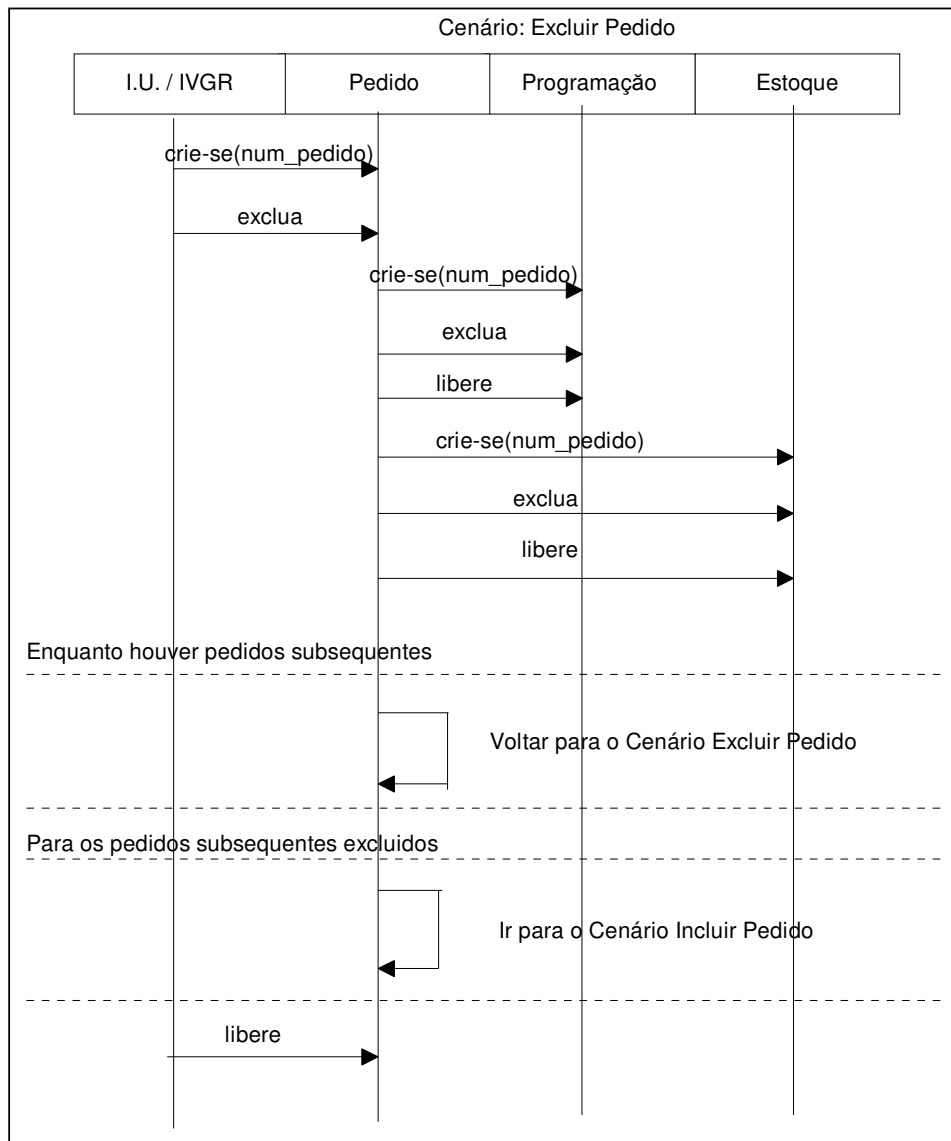 Cenário: Excluir Pedido
I.U. / IVGR
Pedido
Programação
Estoque
crie-se(num_pedido)
exclua
crie-se(num_pedido)
exclua
libere
crie-se(num_pedido)
exclua
libere
Enquanto houver pedidos subsequentes
Voltar para o Cenário Excluir Pedido
Para os pedidos subsequentes excluidos
Ir para o Cenário Incluir Pedido
libere